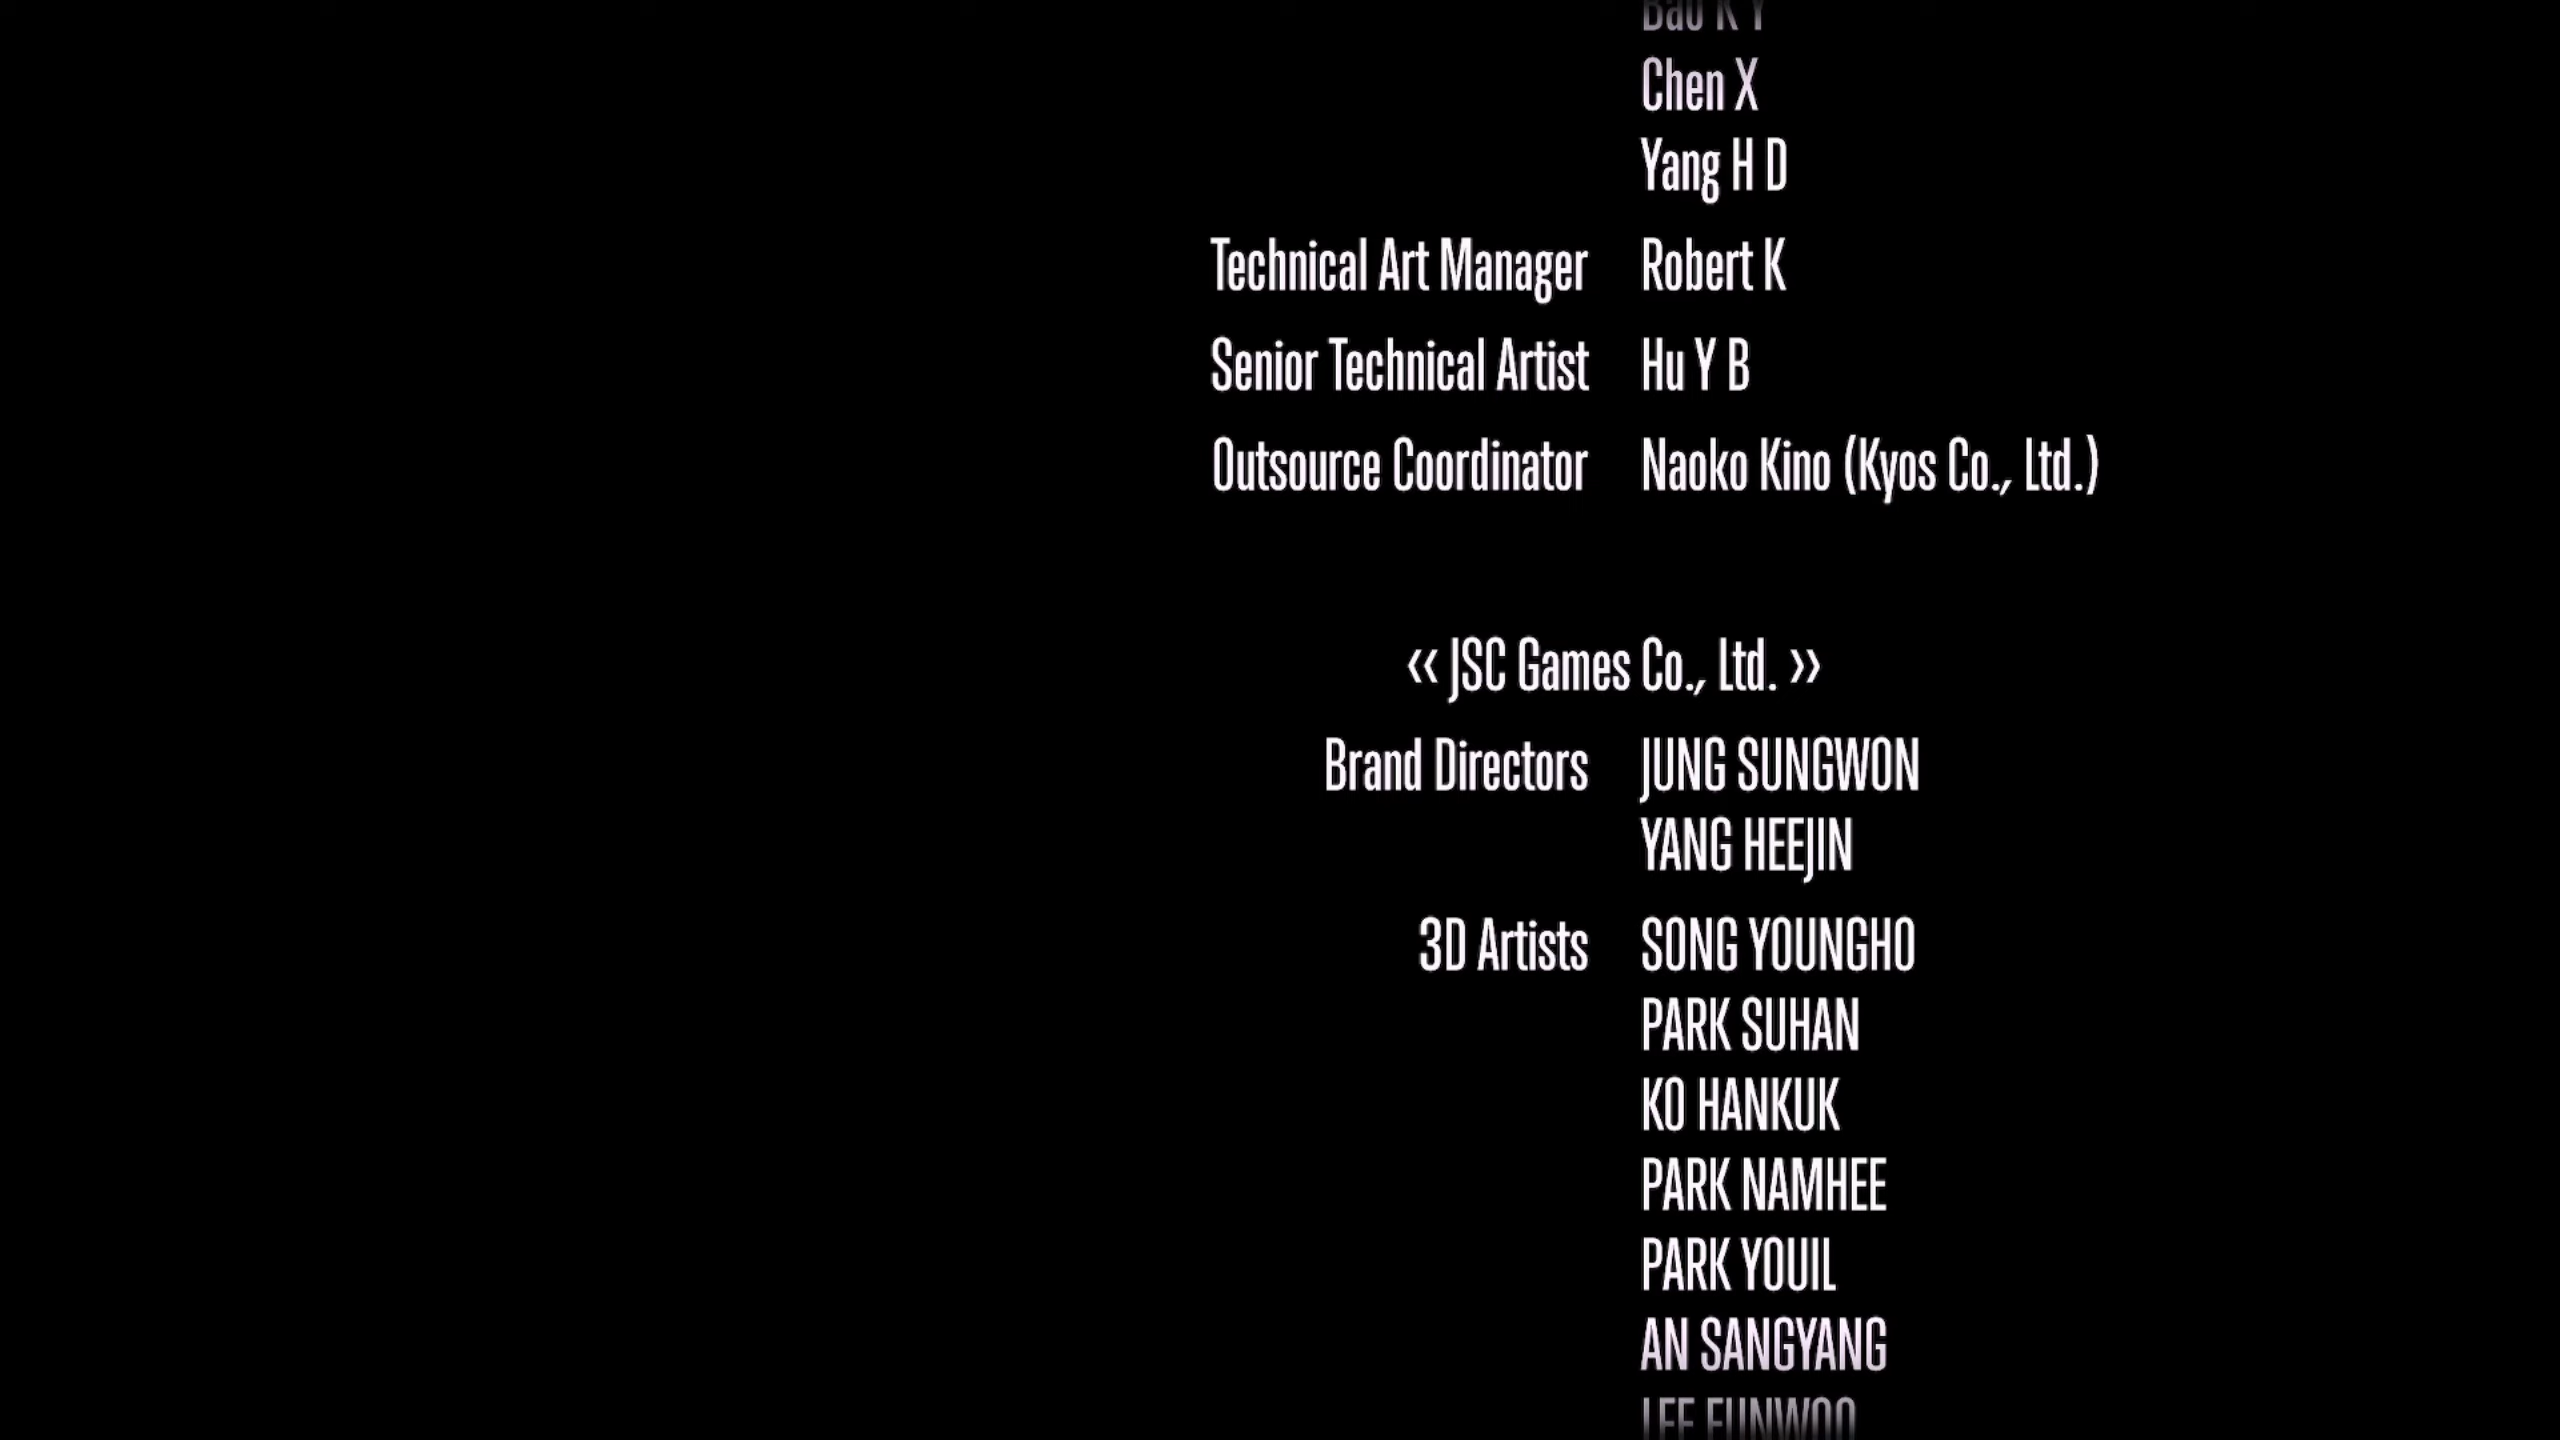 Bao K Y
Chen X
Yang H D
Technical Art Manager Robert K
Senior Technical Artist Hu Y B
Outsource Coordinator Naoko Kino (Kyos Co., Ltd.)
‹‹ JSC Games Co., Ltd. ››
Brand Directors JUNG SUNGWON
YANG HEEJIN
3D Artists SONG YOUNGHO
PARK SUHAN
KO HANKUK
PARK NAMHEE
PARK YOUIL
AN SANGYANG
LEE EUNWOO